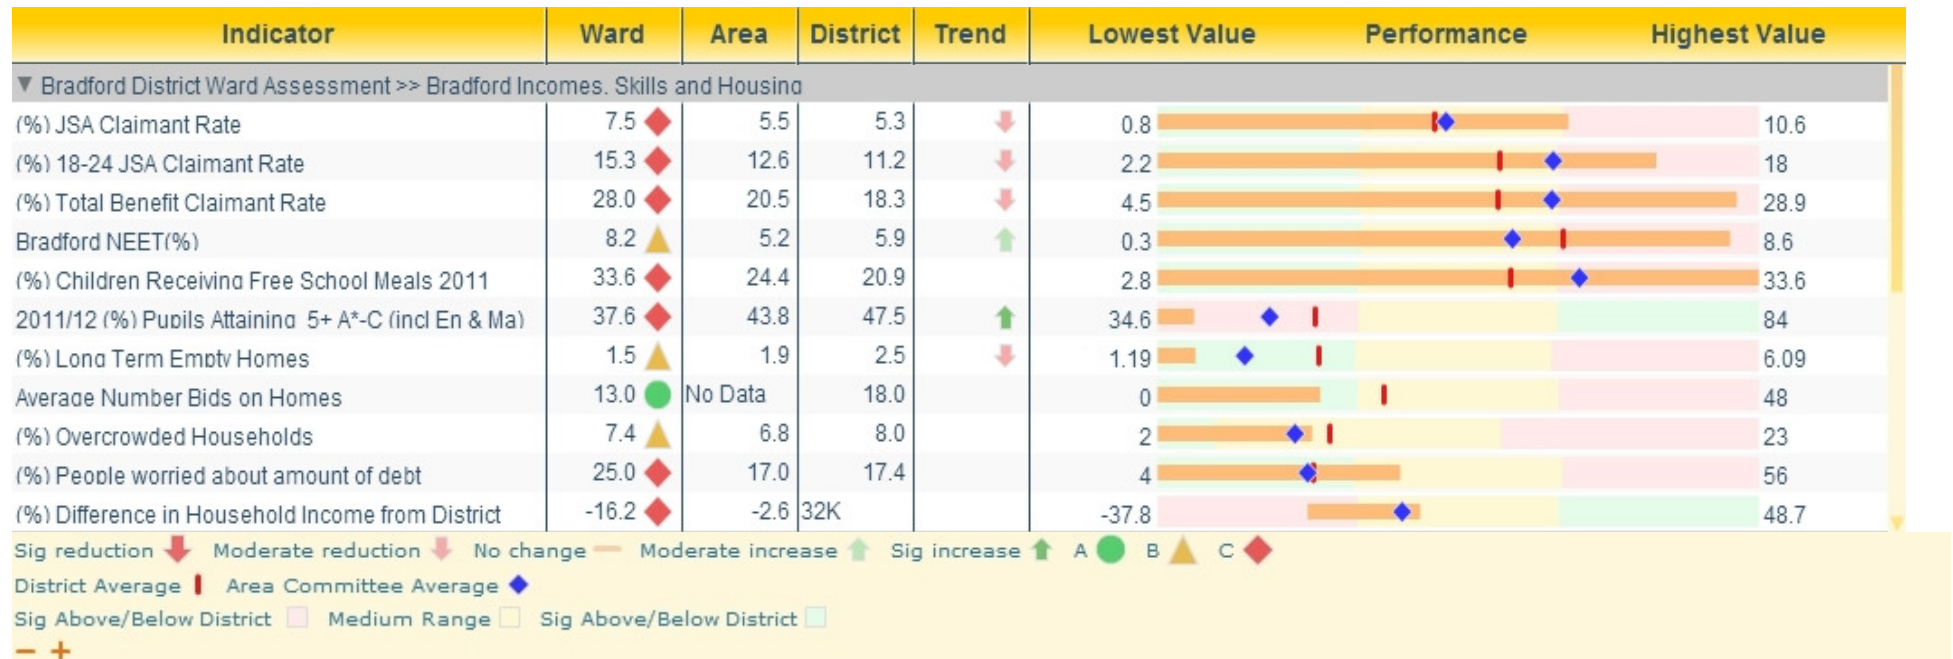 Indicator Ward Area District Trend Lowest Value Performance Highest Value
Bradford District Ward Assessment >> Bradford Incomes. Skills and Housing
(%) JSA Claimant Rate 7.5 5.5 5.3 0.8 10.6
(%) 18-24 JSA Claimant Rate 15.3 12.6 11.2 2.2 18
(%) Total Benefit Claimant Rate 28.0 20.5 18.3 4.5 28.9
Bradford NEET(%) 8.2 5.2 5.9 0.3 8.6
(%) Children Receiving Free School Meals 2011 33.6 24.4 20.9 2.8 33.6
2011/12 (%) Pupils Attaining 5+ A*-C (incl En & Ma) 37.6 43.8 47.5 34.6 84
(%) Long Term Empty Homes 1.5 1.9 2.5 1.19 6.09
Average Number Bids on Homes 13.0 No Data 18.0 0 48
(%) Overcrowded Households 7.4 6.8 8.0 2 23
(%) People worried about amount of debt 25.0 17.0 17.4 4 56
(%) Difference in Household Income from District -16.2 -2.6 32K -37.8 48.7
Sig reduction Moderate reduction No change Moderate increase Sig increase A B C
District Average Area Committee Average
Sig Above/Below District Medium Range Sig Above/Below District
− +